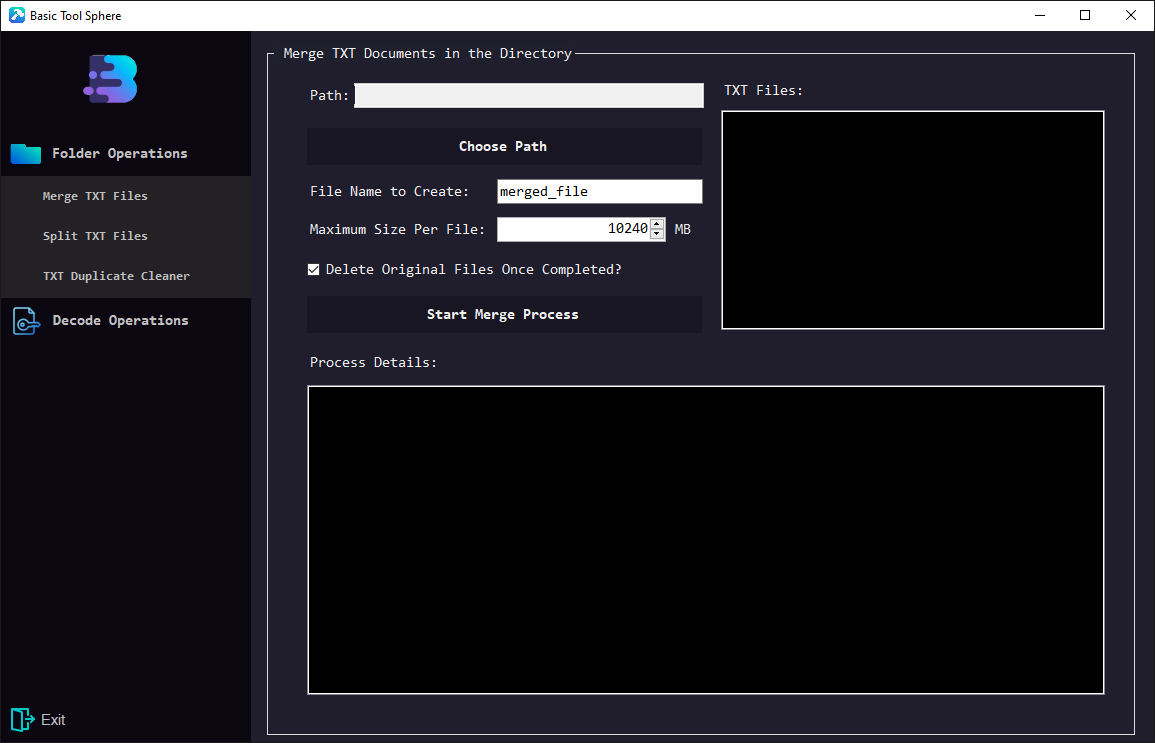 Basic Tool Sphere
Folder Operations
Merge TXT Files
Split TXT Files
TXT Duplicate Cleaner
Decode Operations
Exit
Merge TXT Documents in the Directory
Path:
Choose Path
File Name to Create: merged_file
Maximum Size Per File: 10240 MB
Delete Original Files Once Completed?
Start Merge Process
TXT Files:
Process Details: